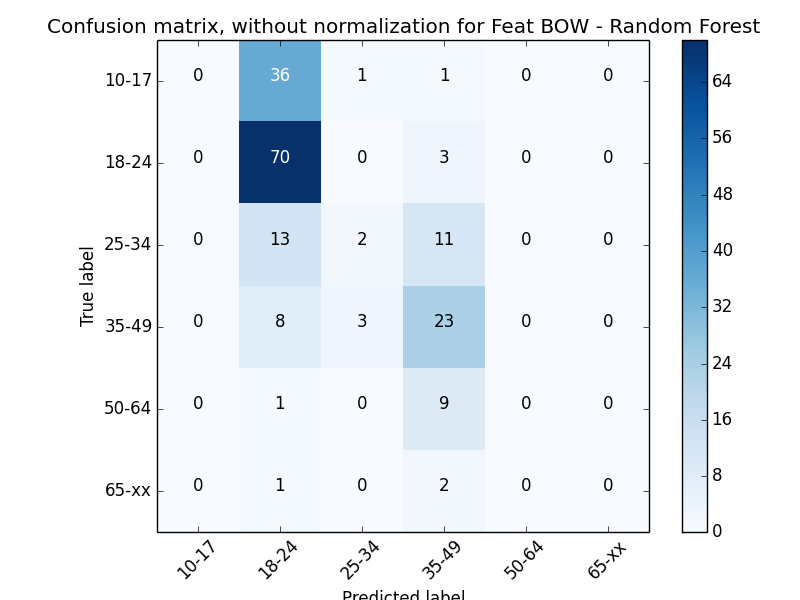 Confusion matrix, without normalization for Feat BOW - Random Forest
True label
10-17 0 36 1 1 0 0
18-24 0 70 0 3 0 0
25-34 0 13 2 11 0 0
35-49 0 8 3 23 0 0
50-64 0 1 0 9 0 0
65-xx 0 1 0 2 0 0
10-17 18-24 25-34 35-49 50-64 65-xx
Predicted label
64
56
48
40
32
24
16
8
0